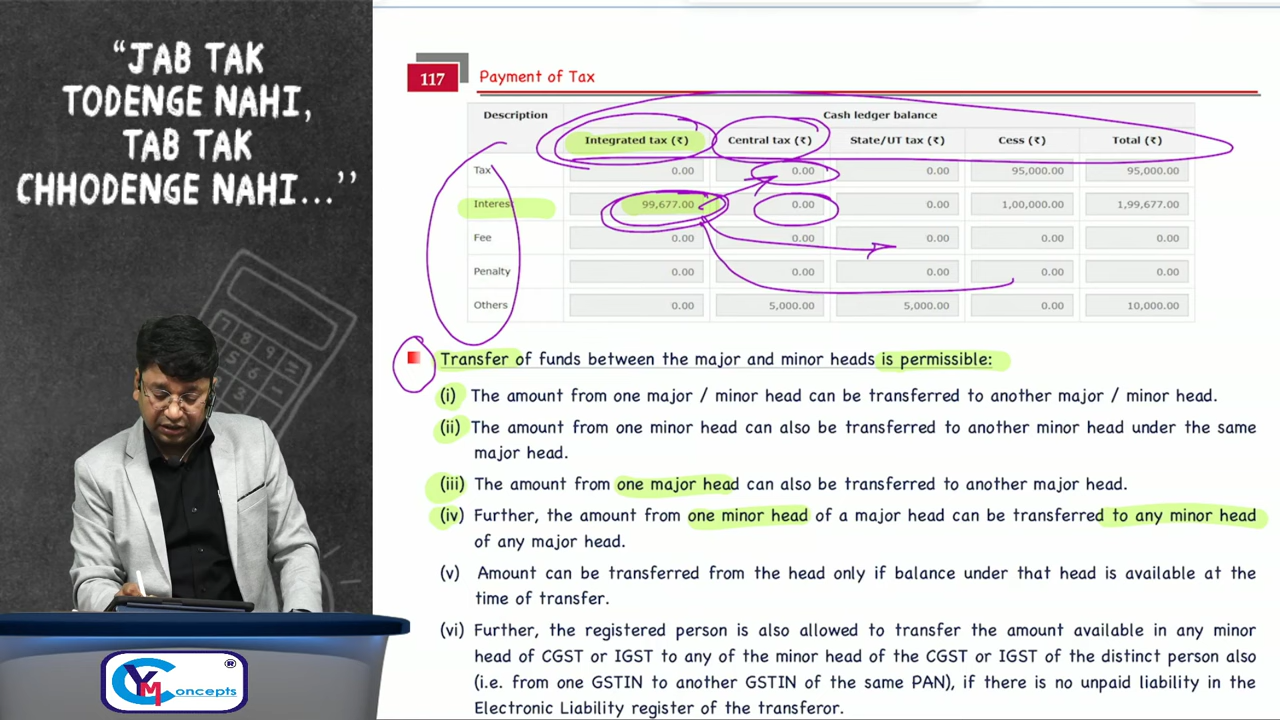 “JAB TAK
TODENGE NAHI,
TAB TAK
CHHODENGE NAHI...’’
117 Payment of Tax
Description Cash ledger balance
Integrated tax (₹) Central tax (₹) State/UT tax (₹) Cess (₹) Total (₹)
Tax 0.00 0.00 0.00 95,000.00 95,000.00
Interest 99,677.00 0.00 0.00 1,00,000.00 1,99,677.00
Fee 0.00 0.00 0.00 0.00 0.00
Penalty 0.00 0.00 0.00 0.00 0.00
Others 0.00 5,000.00 5,000.00 0.00 10,000.00
Transfer of funds between the major and minor heads is permissible:
(i) The amount from one major / minor head can be transferred to another major / minor head.
(ii) The amount from one minor head can also be transferred to another minor head under the same
major head.
(iii) The amount from one major head can also be transferred to another major head.
(iv) Further, the amount from one minor head of a major head can be transferred to any minor head
of any major head.
(v) Amount can be transferred from the head only if balance under that head is available at the
time of transfer.
(vi) Further, the registered person is also allowed to transfer the amount available in any minor
head of CGST or IGST to any of the minor head of the CGST or IGST of the distinct person also
(i.e. from one GSTIN to another GSTIN of the same PAN), if there is no unpaid liability in the
Electronic Liability register of the transferor.
YM Concepts ®